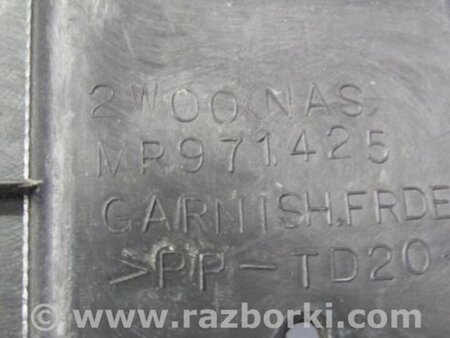 2W00(NAS)
MR971425
GARNISH,FRDE
>PP-TD20
www.razborki.com